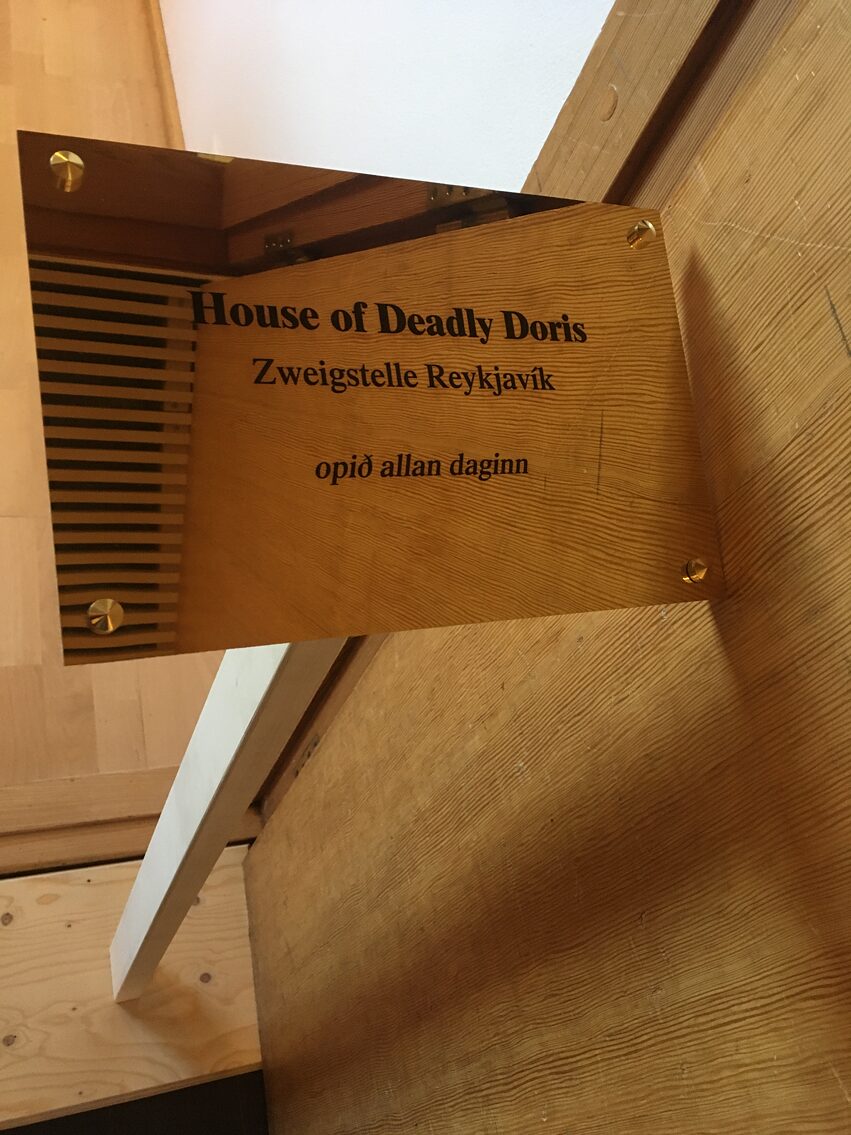 House of Deadly Doris
Zweigstelle Reykjavík
opið allan daginn